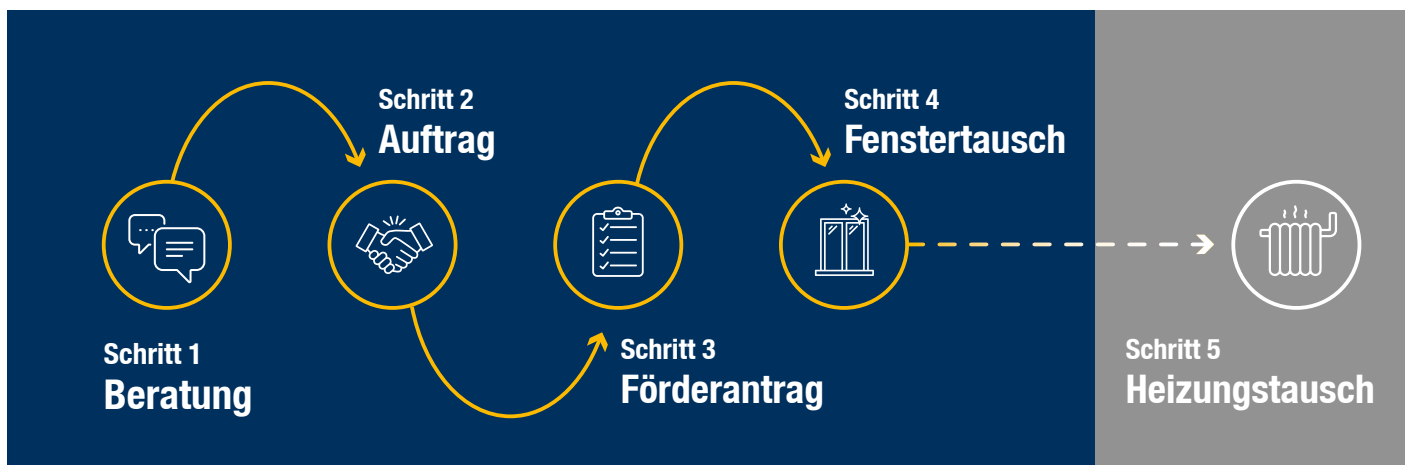 Schritt 1
Beratung
Schritt 2
Auftrag
Schritt 3
Förderantrag
Schritt 4
Fenstertausch
Schritt 5
Heizungstausch